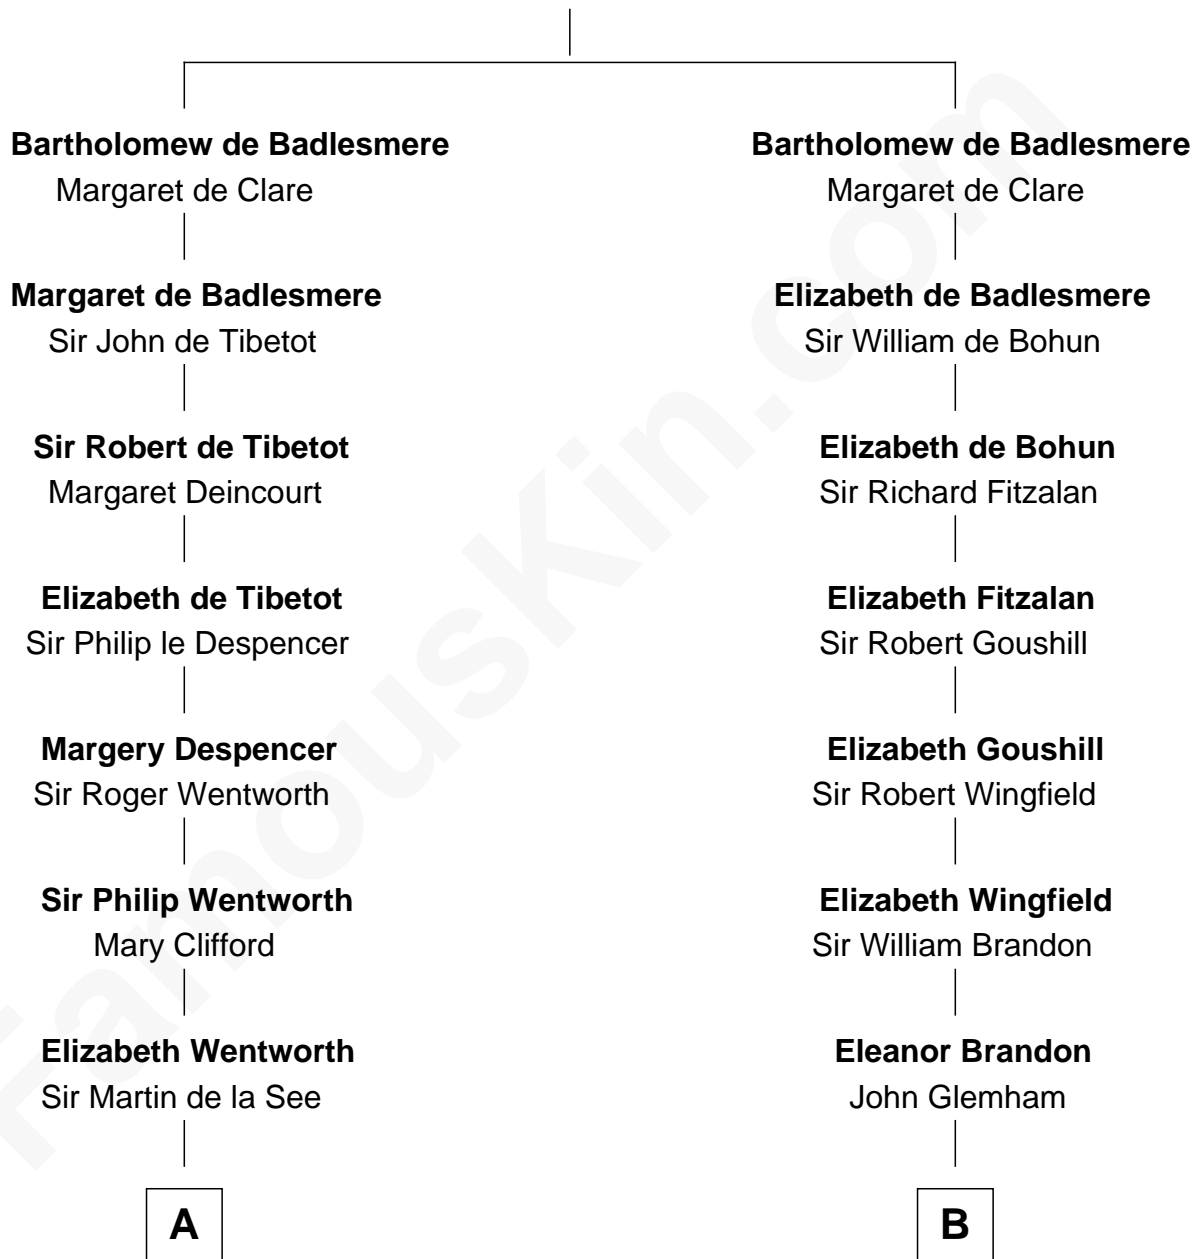 Bartholomew de Badlesmere
Margaret de Clare
Margaret de Badlesmere
Sir John de Tibetot
Sir Robert de Tibetot
Margaret Deincourt
Elizabeth de Tibetot
Sir Philip le Despencer
Margery Despencer
Sir Roger Wentworth
Sir Philip Wentworth
Mary Clifford
Elizabeth Wentworth
Sir Martin de la See
A
Bartholomew de Badlesmere
Margaret de Clare
Elizabeth de Badlesmere
Sir William de Bohun
Elizabeth de Bohun
Sir Richard Fitzalan
Elizabeth Fitzalan
Sir Robert Goushill
Elizabeth Goushill
Sir Robert Wingfield
Elizabeth Wingfield
Sir William Brandon
Eleanor Brandon
John Glemham
B
FamousKin.com